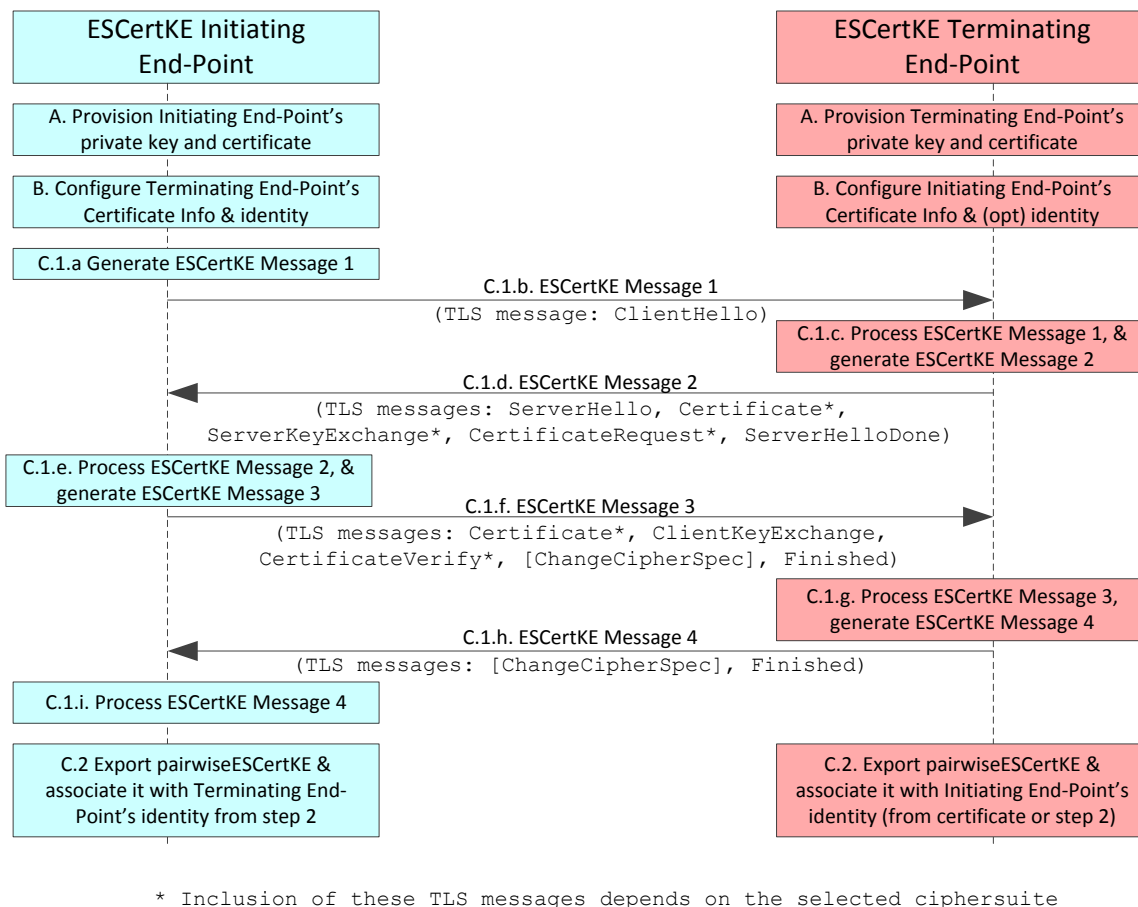 ESCertKE Initiating
End-Point
ESCertKE Terminating
End-Point
A. Provision Initiating End-Point's
private key and certificate
A. Provision Terminating End-Point's
private key and certificate
B. Configure Terminating End-Point's
Certificate Info & identity
B. Configure Initiating End-Point's
Certificate Info & (opt) identity
C.1.a Generate ESCertKE Message 1
C.1.b. ESCertKE Message 1
(TLS message: ClientHello)
C.1.c. Process ESCertKE Message 1, &
generate ESCertKE Message 2
C.1.d. ESCertKE Message 2
(TLS messages: ServerHello, Certificate*,
ServerKeyExchange*, CertificateRequest*, ServerHelloDone)
C.1.e. Process ESCertKE Message 2, &
generate ESCertKE Message 3
C.1.f. ESCertKE Message 3
(TLS messages: Certificate*, ClientKeyExchange,
CertificateVerify*, [ChangeCipherSpec], Finished)
C.1.g. Process ESCertKE Message 3,
generate ESCertKE Message 4
C.1.h. ESCertKE Message 4
(TLS messages: [ChangeCipherSpec], Finished)
C.1.i. Process ESCertKE Message 4
C.2 Export pairwiseESCertKE &
associate it with Terminating End-
Point's identity from step 2
C.2. Export pairwiseESCertKE &
associate it with Initiating End-Point's
identity (from certificate or step 2)
* Inclusion of these TLS messages depends on the selected ciphersuite